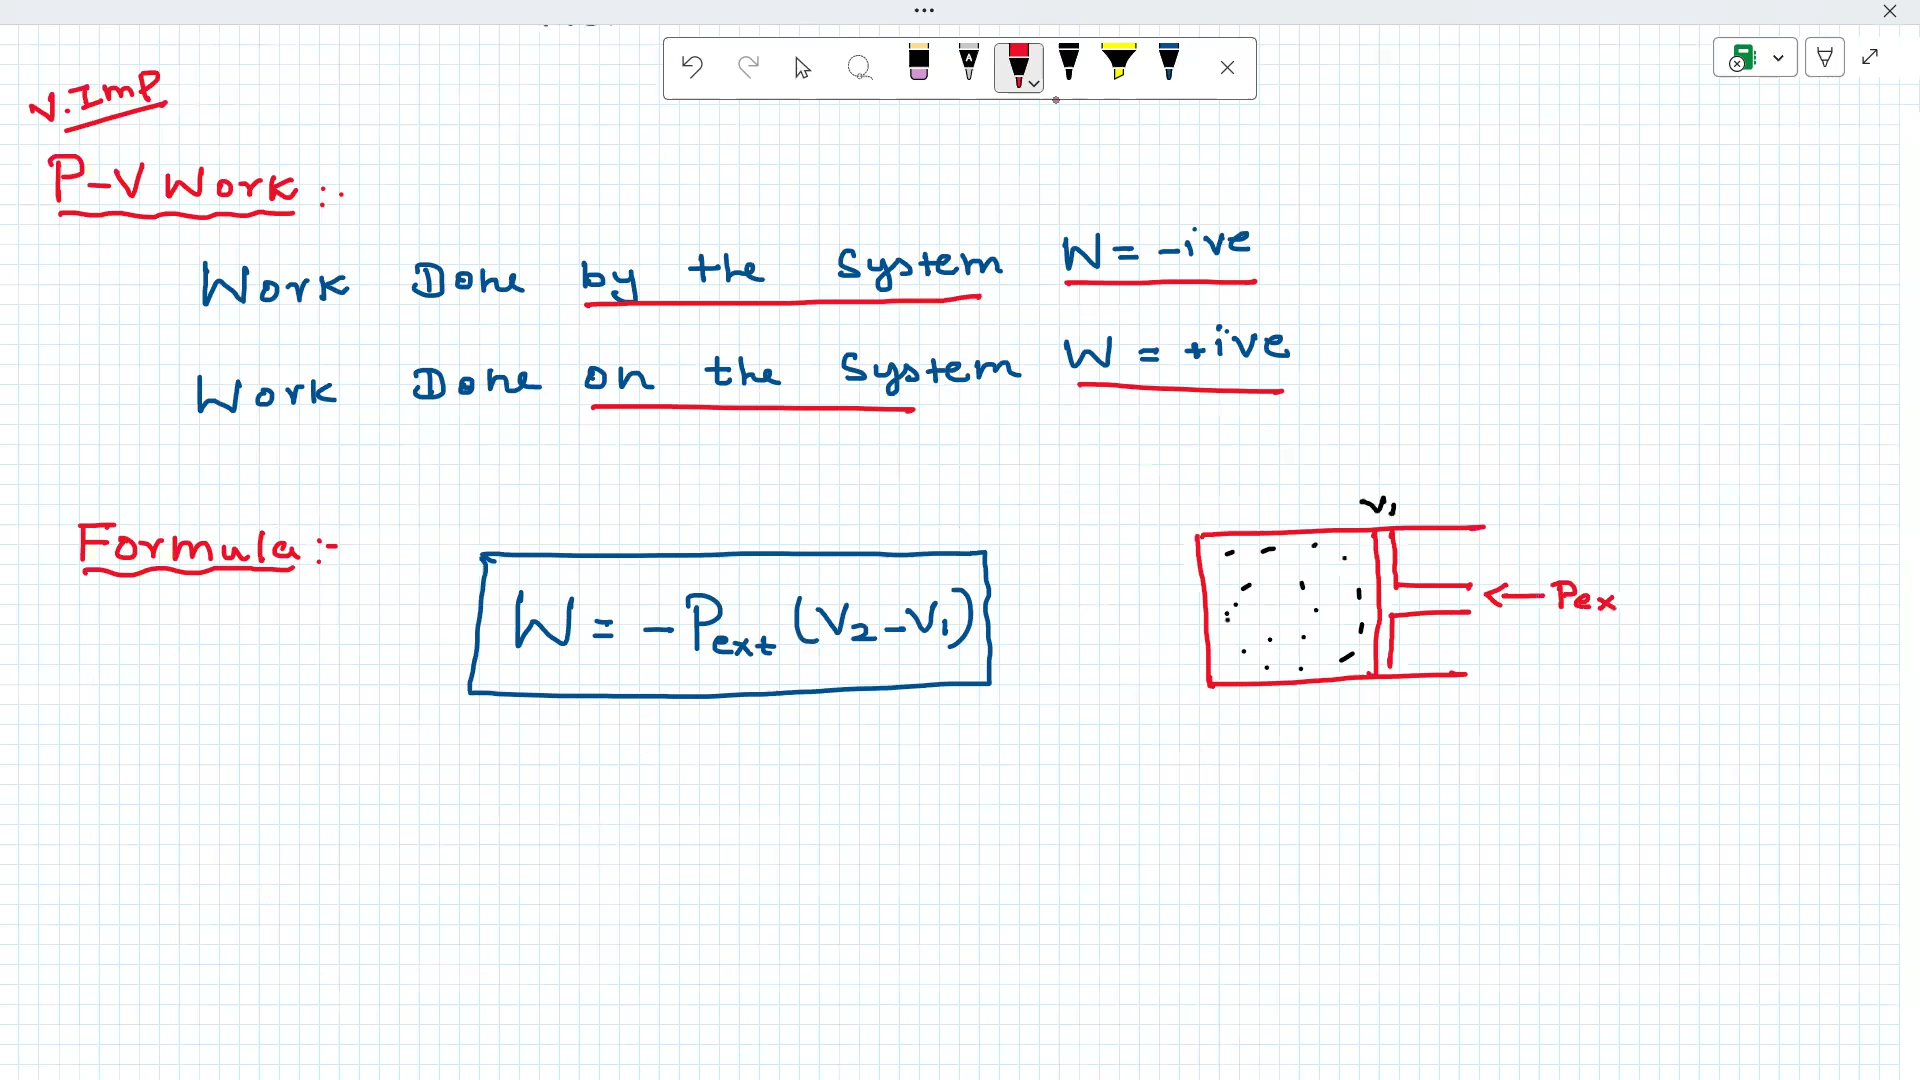 V. Imp
P-V Work :-
Work Done by the System W = -ive
Work Done on the System W = +ive
Formula :-
W = -Pext (V2-V1)
V1
Pex